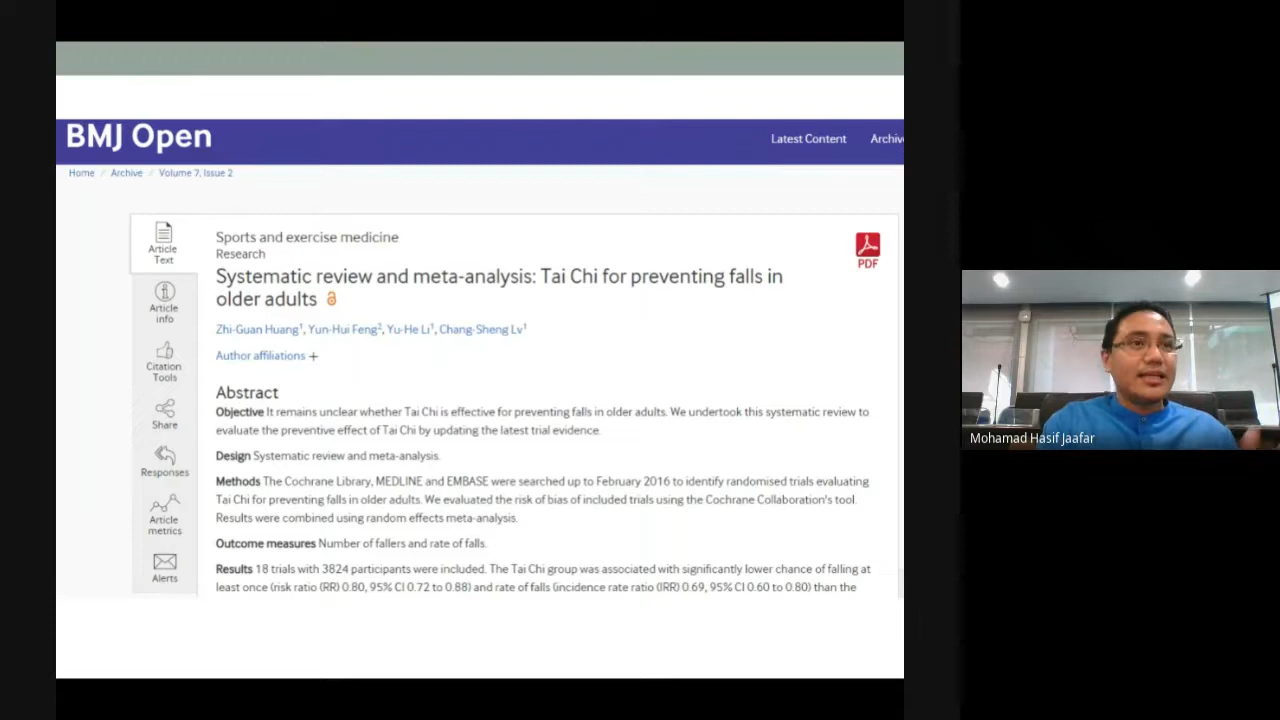 BMJ Open
Latest Content
Archive
Home / Archive / Volume 7, Issue 2
Article
Text
Article
info
Citation
Tools
Share
Responses
Article
metrics
Alerts
Sports and exercise medicine
Research
PDF
Systematic review and meta-analysis: Tai Chi for preventing falls in
older adults
Zhi-Guan Huang1, Yun-Hui Feng2, Yu-He Li1, Chang-Sheng Lv1
Author affiliations +
Abstract
Objective It remains unclear whether Tai Chi is effective for preventing falls in older adults. We undertook this systematic review to
evaluate the preventive effect of Tai Chi by updating the latest trial evidence.
Design Systematic review and meta-analysis.
Methods The Cochrane Library, MEDLINE and EMBASE were searched up to February 2016 to identify randomised trials evaluating
Tai Chi for preventing falls in older adults. We evaluated the risk of bias of included trials using the Cochrane Collaboration's tool.
Results were combined using random effects meta-analysis.
Outcome measures Number of fallers and rate of falls.
Results 18 trials with 3824 participants were included. The Tai Chi group was associated with significantly lower chance of falling at
least once (risk ratio (RR) 0.80, 95% CI 0.72 to 0.88) and rate of falls (incidence rate ratio (IRR) 0.69, 95% CI 0.60 to 0.80) than the
Mohamad Hasif Jaafar